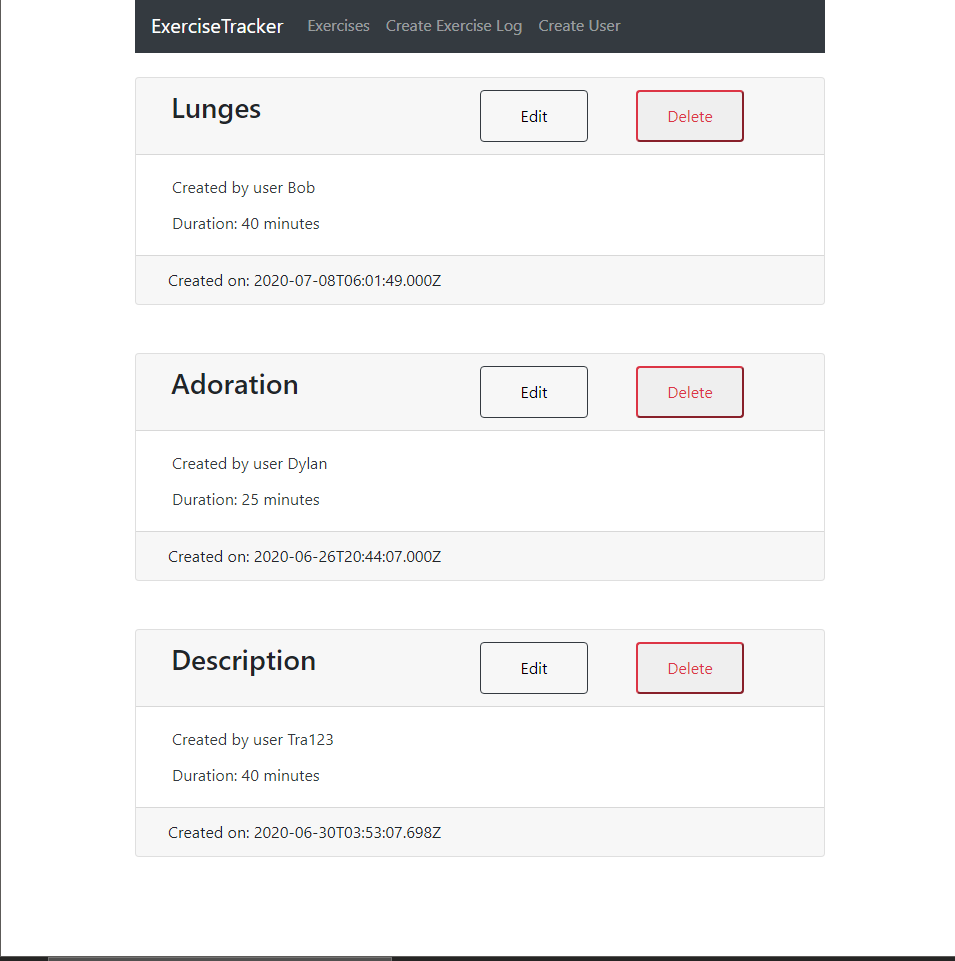 ExerciseTracker Exercises Create Exercise Log Create User
Lunges Edit Delete
Created by user Bob
Duration: 40 minutes
Created on: 2020-07-08T06:01:49.000Z
Adoration Edit Delete
Created by user Dylan
Duration: 25 minutes
Created on: 2020-06-26T20:44:07.000Z
Description Edit Delete
Created by user Tra123
Duration: 40 minutes
Created on: 2020-06-30T03:53:07.698Z